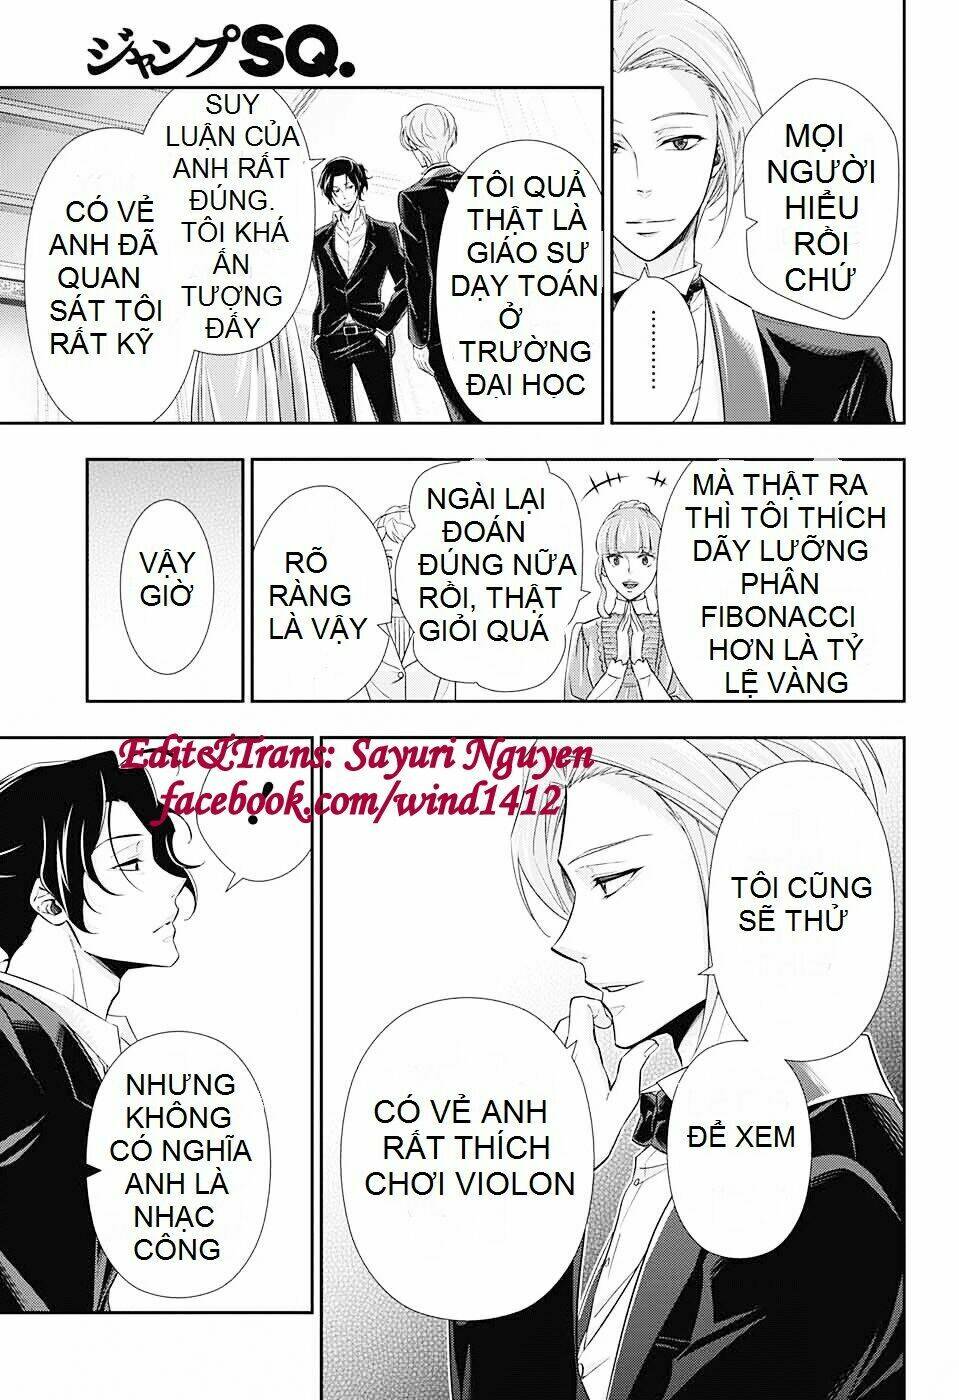 ジャンプSQ.
MỌI
NGƯỜI
HIỂU
RỒI
CHỨ
………
TÔI QUẢ
THẬT LÀ
GIÁO SƯ
DẠY TOÁN
Ở
TRƯỜNG
ĐẠI HỌC
SUY
LUẬN CỦA
ANH RẤT
ĐÚNG.
TÔI KHÁ
ẤN
TƯỢNG
ĐẤY
CÓ VẺ
ANH ĐÃ
QUAN
SÁT TÔI
RẤT KỸ
MÀ THẬT RA
THÌ TÔI THÍCH
DÃY LƯỠNG
PHÂN
FIBONACCI
HƠN LÀ TỶ
LỆ VÀNG
NGÀI LẠI
ĐOÁN
ĐÚNG NỮA
RỒI, THẬT
GIỎI QUÁ
RÕ
RÀNG
LÀ VẬY
VẬY
GIỜ
Edit&Trans: Sayuri Nguyen
facebook.com/wind1412
TÔI CŨNG
SẼ THỬ
ĐỂ XEM
CÓ VẺ ANH
RẤT THÍCH
CHƠI VIOLON
!
NHƯNG
KHÔNG
CÓ NGHĨA
ANH LÀ
NHẠC
CÔNG